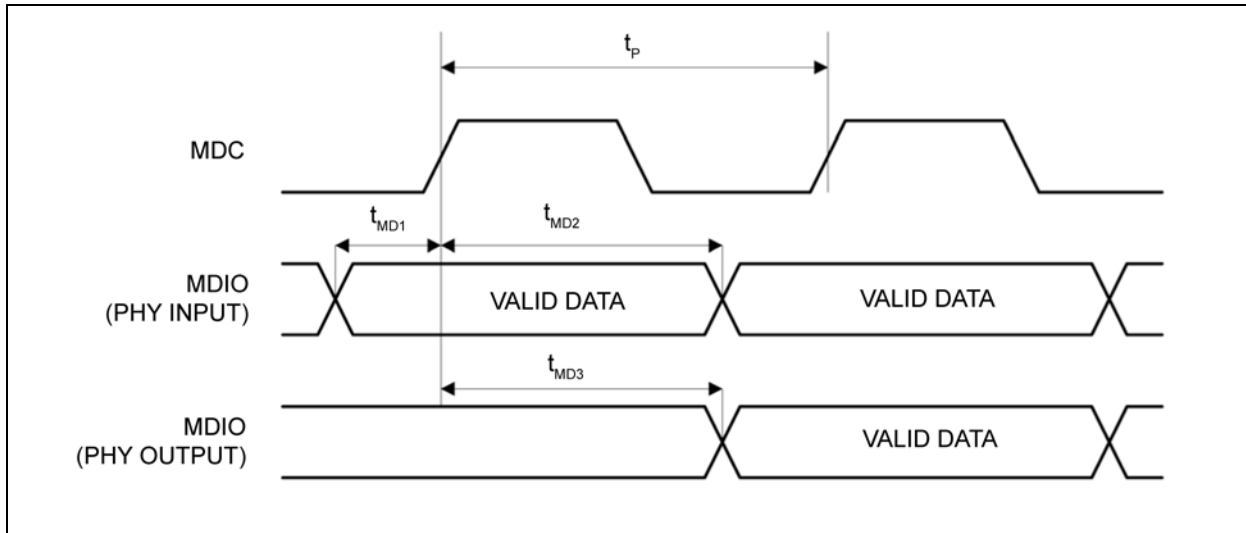 tP
MDC
tMD1
tMD2
MDIO
(PHY INPUT)
VALID DATA
VALID DATA
tMD3
MDIO
(PHY OUTPUT)
VALID DATA